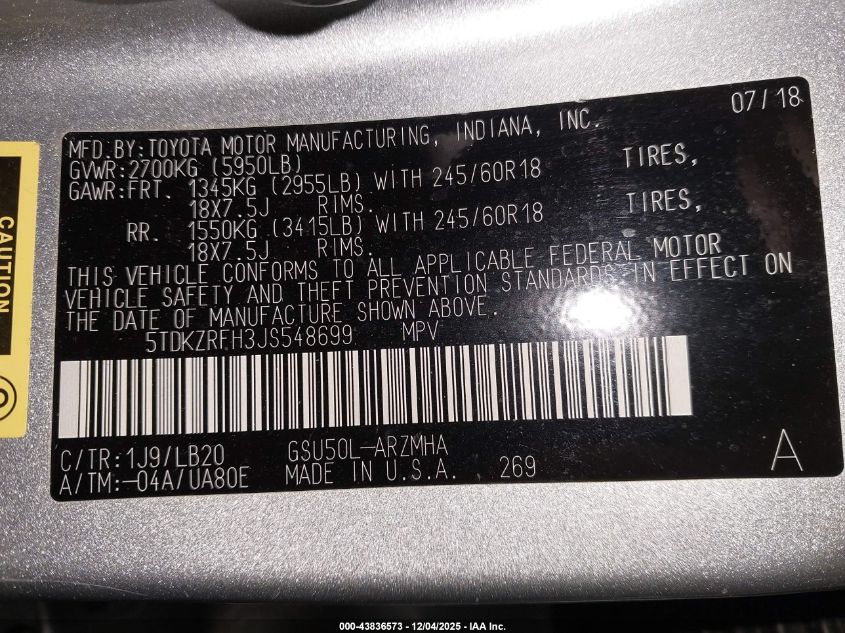 07/18
MFD.BY:TOYOTA MOTOR MANUFACTURING, INDIANA, INC.
GVWR:2700KG (5950LB)
GAWR:FRT. 1345KG (2955LB) WITH 245/60R18 TIRES,
18X7.5J RIMS.
RR. 1550KG (3415LB) WITH 245/60R18 TIRES,
18X7.5J RIMS.
THIS VEHICLE CONFORMS TO ALL APPLICABLE FEDERAL MOTOR
VEHICLE SAFETY AND THEFT PREVENTION STANDARDS IN EFFECT ON
THE DATE OF MANUFACTURE SHOWN ABOVE.
5TDKZRFH3JS548699 MPV
C/TR:1J9/LB20 GSU50L-ARZMHA
A/TM:-04A/UA80E MADE IN U.S.A. 269
A
CAUTION
000-43836573 - 12/04/2025 - IAA Inc.